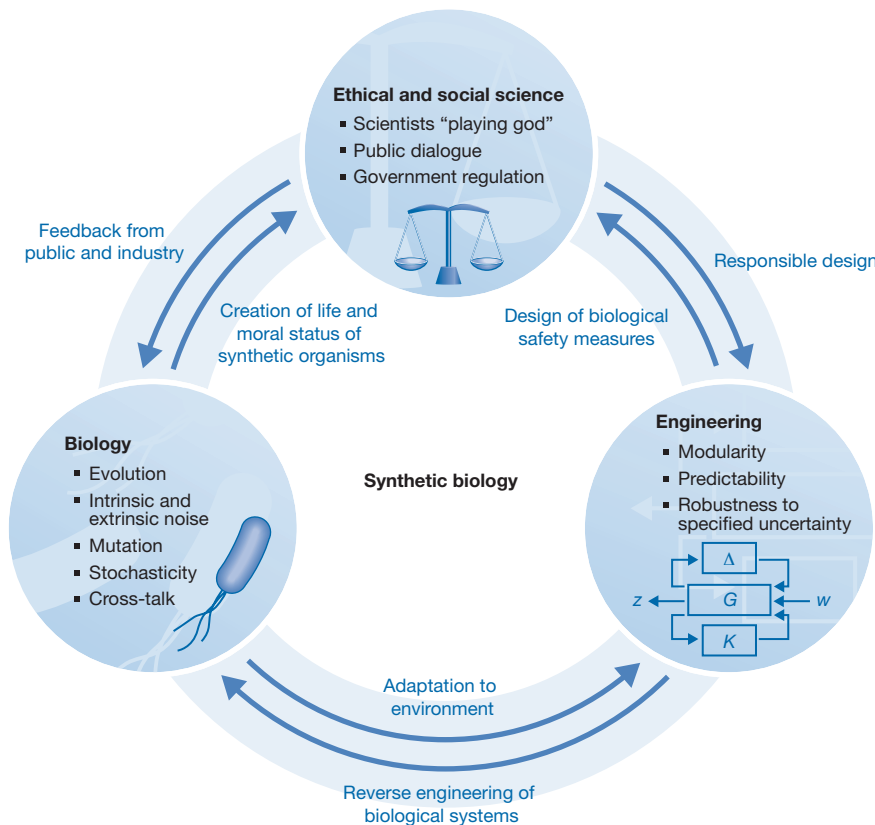 Ethical and social science
▪ Scientists “playing god”
▪ Public dialogue
▪ Government regulation
Feedback from
public and industry
Creation of life and
moral status of
synthetic organisms
Responsible design
Design of biological
safety measures
Biology
▪ Evolution
▪ Intrinsic and
extrinsic noise
▪ Mutation
▪ Stochasticity
▪ Cross-talk
Synthetic biology
Engineering
▪ Modularity
▪ Predictability
▪ Robustness to
specified uncertainty
Δ
z G w
K
Adaptation to
environment
Reverse engineering of
biological systems